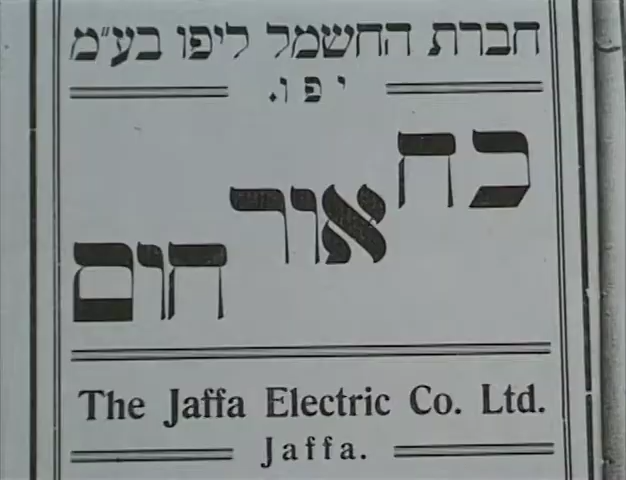 חברת החשמל ליפו בע״מ
יפו.
כח
אור
חום
The Jaffa Electric Co. Ltd.
Jaffa.